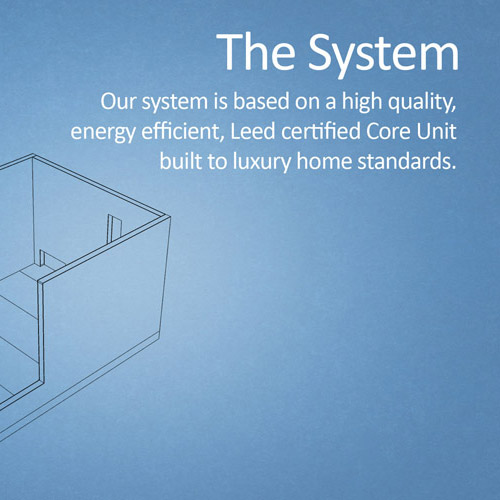 The System
Our system is based on a high quality,
energy efficient, Leed certified Core Unit
built to luxury home standards.